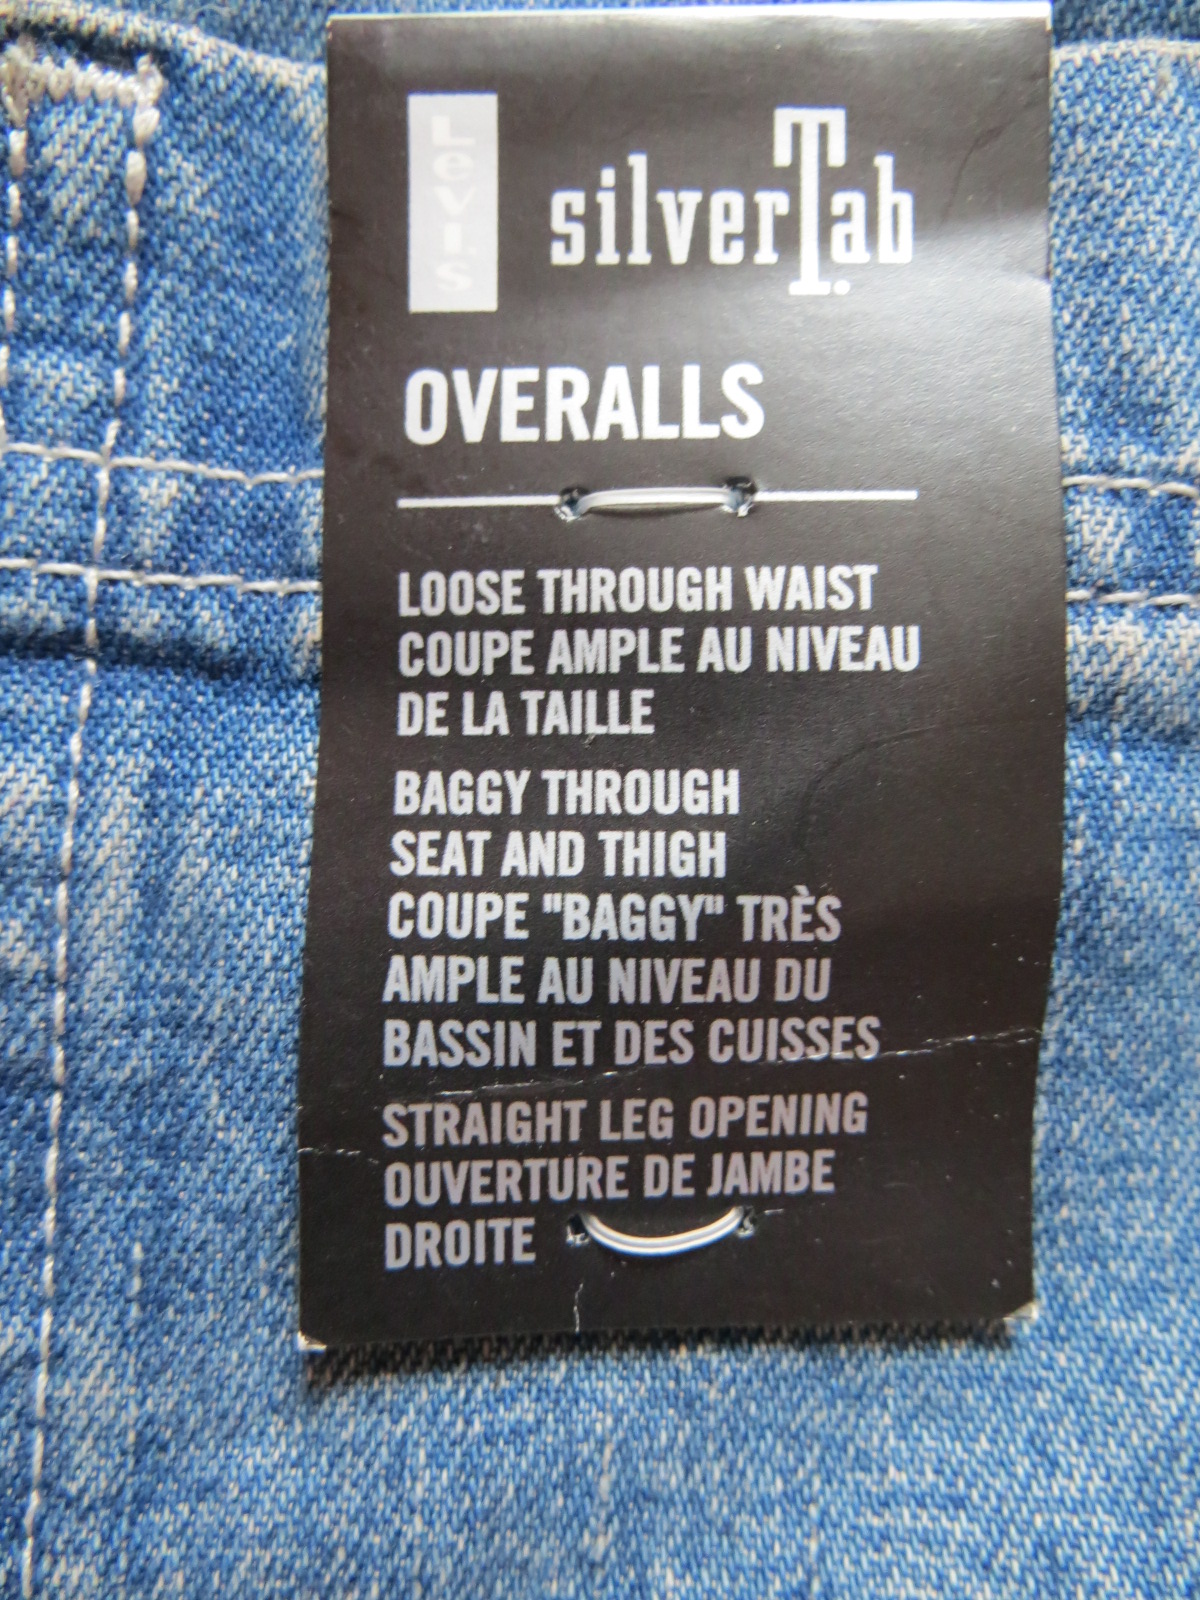 Levi's
silverTab.
OVERALLS
LOOSE THROUGH WAIST
COUPE AMPLE AU NIVEAU
DE LA TAILLE
BAGGY THROUGH
SEAT AND THIGH
COUPE "BAGGY" TRÈS
AMPLE AU NIVEAU DU
BASSIN ET DES CUISSES
STRAIGHT LEG OPENING
OUVERTURE DE JAMBE
DROITE